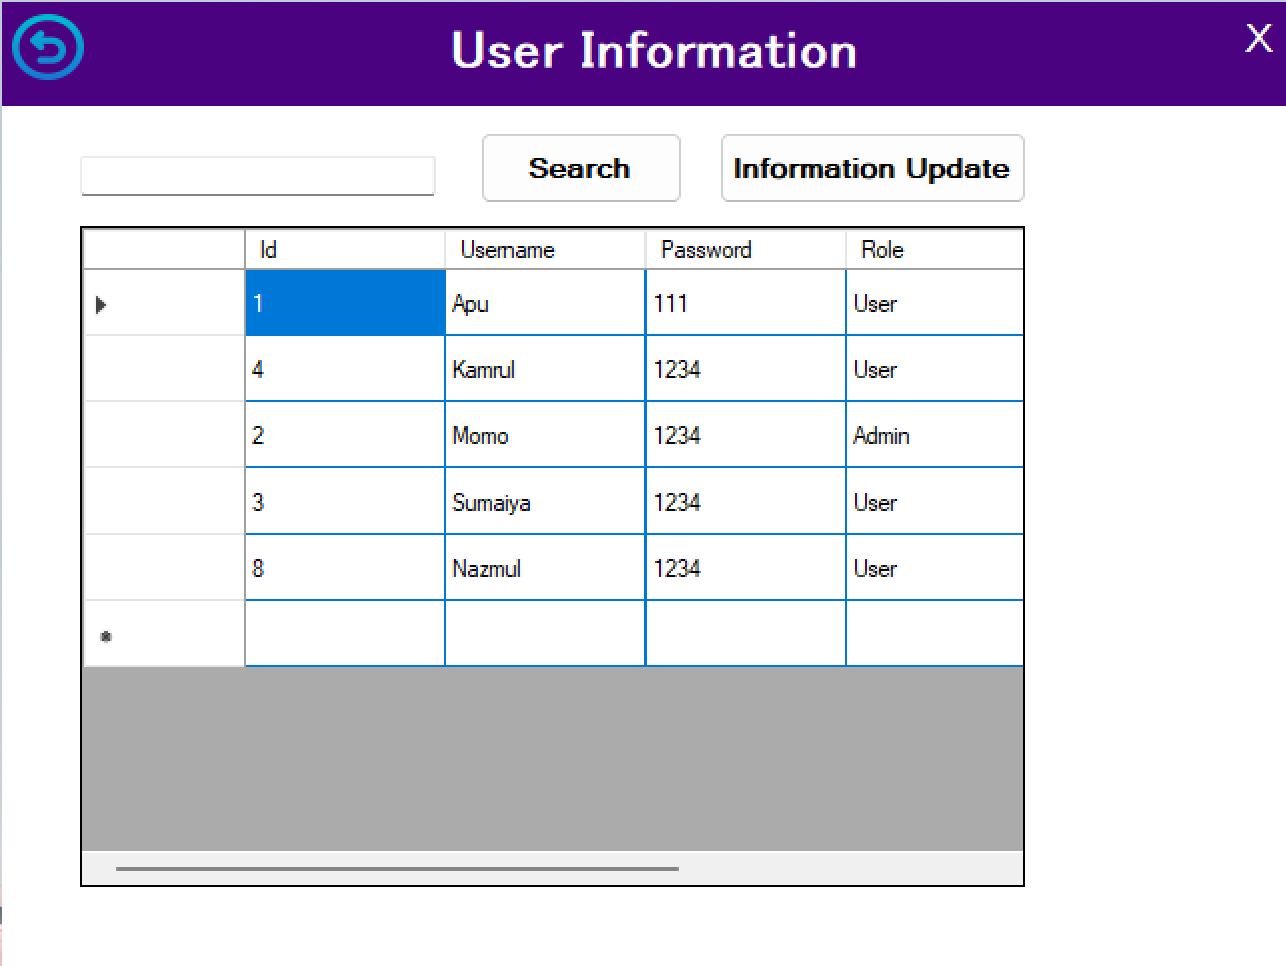 User Information
X
Search
Information Update
Id Username Password Role
1 Apu 111 User
4 Kamrul 1234 User
2 Momo 1234 Admin
3 Sumaiya 1234 User
8 Nazmul 1234 User